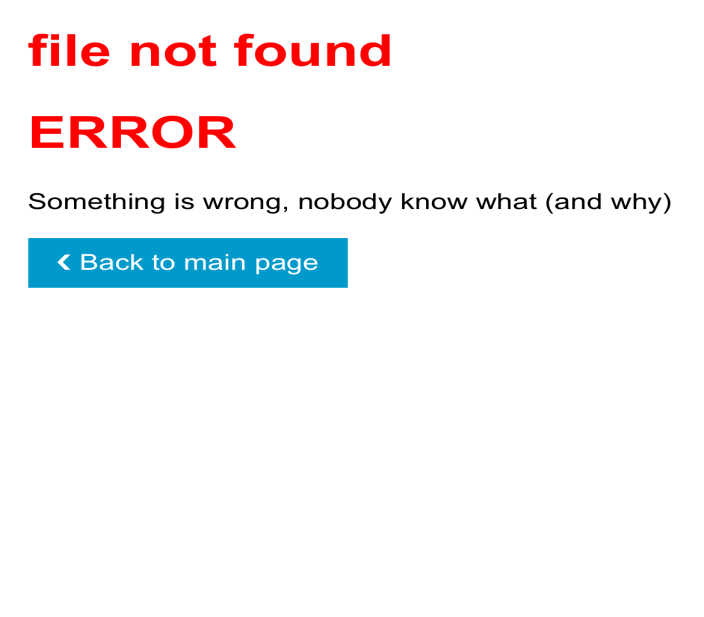 file not found
ERROR
Something is wrong, nobody know what (and why)
Back to main page